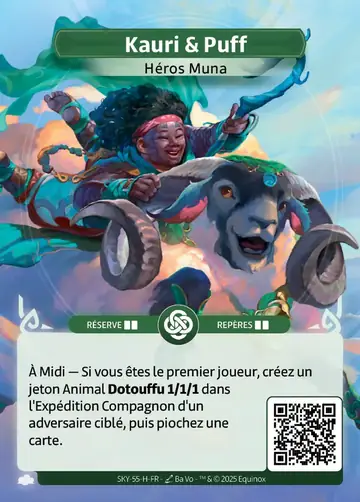 Kauri & Puff
Héros Muna
RÉSERVE
REPÈRES
À Midi — Si vous êtes le premier joueur, créez un
jeton Animal Dotouffu 1/1/1 dans
l'Expédition Compagnon d'un
adversaire ciblé, puis piochez une
carte.
SKY-55-H-FR - Ba Vo - ™ & © 2025 Equinox